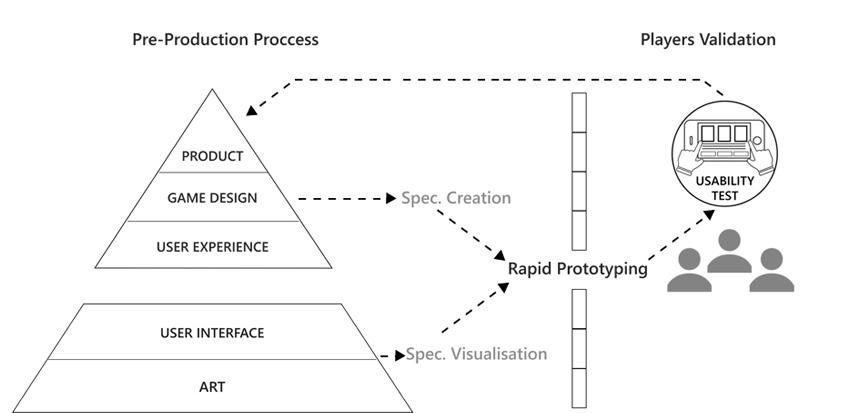 Pre-Production Proccess
Players Validation
PRODUCT
GAME DESIGN
USER EXPERIENCE
USER INTERFACE
ART
Spec. Creation
Spec. Visualisation
Rapid Prototyping
USABILITY
TEST